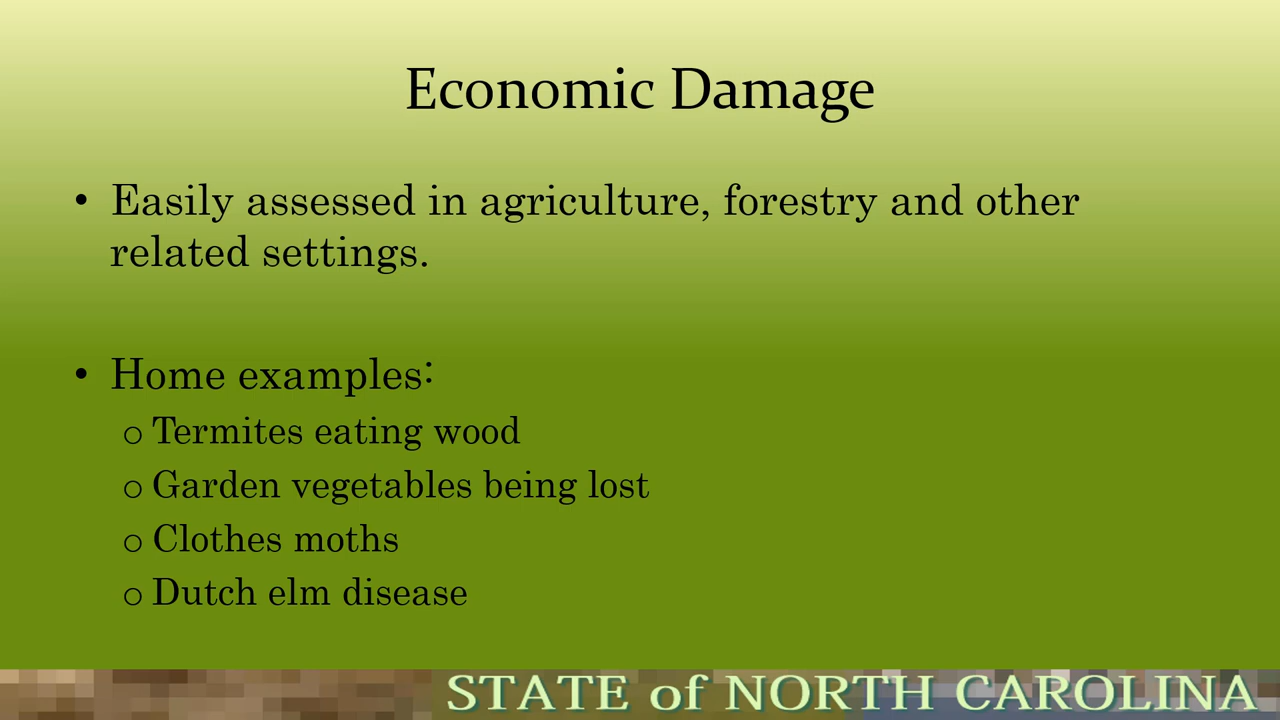 Economic Damage
• Easily assessed in agriculture, forestry and other
related settings.
• Home examples:
o Termites eating wood
o Garden vegetables being lost
o Clothes moths
o Dutch elm disease
STATE of NORTH CAROLINA